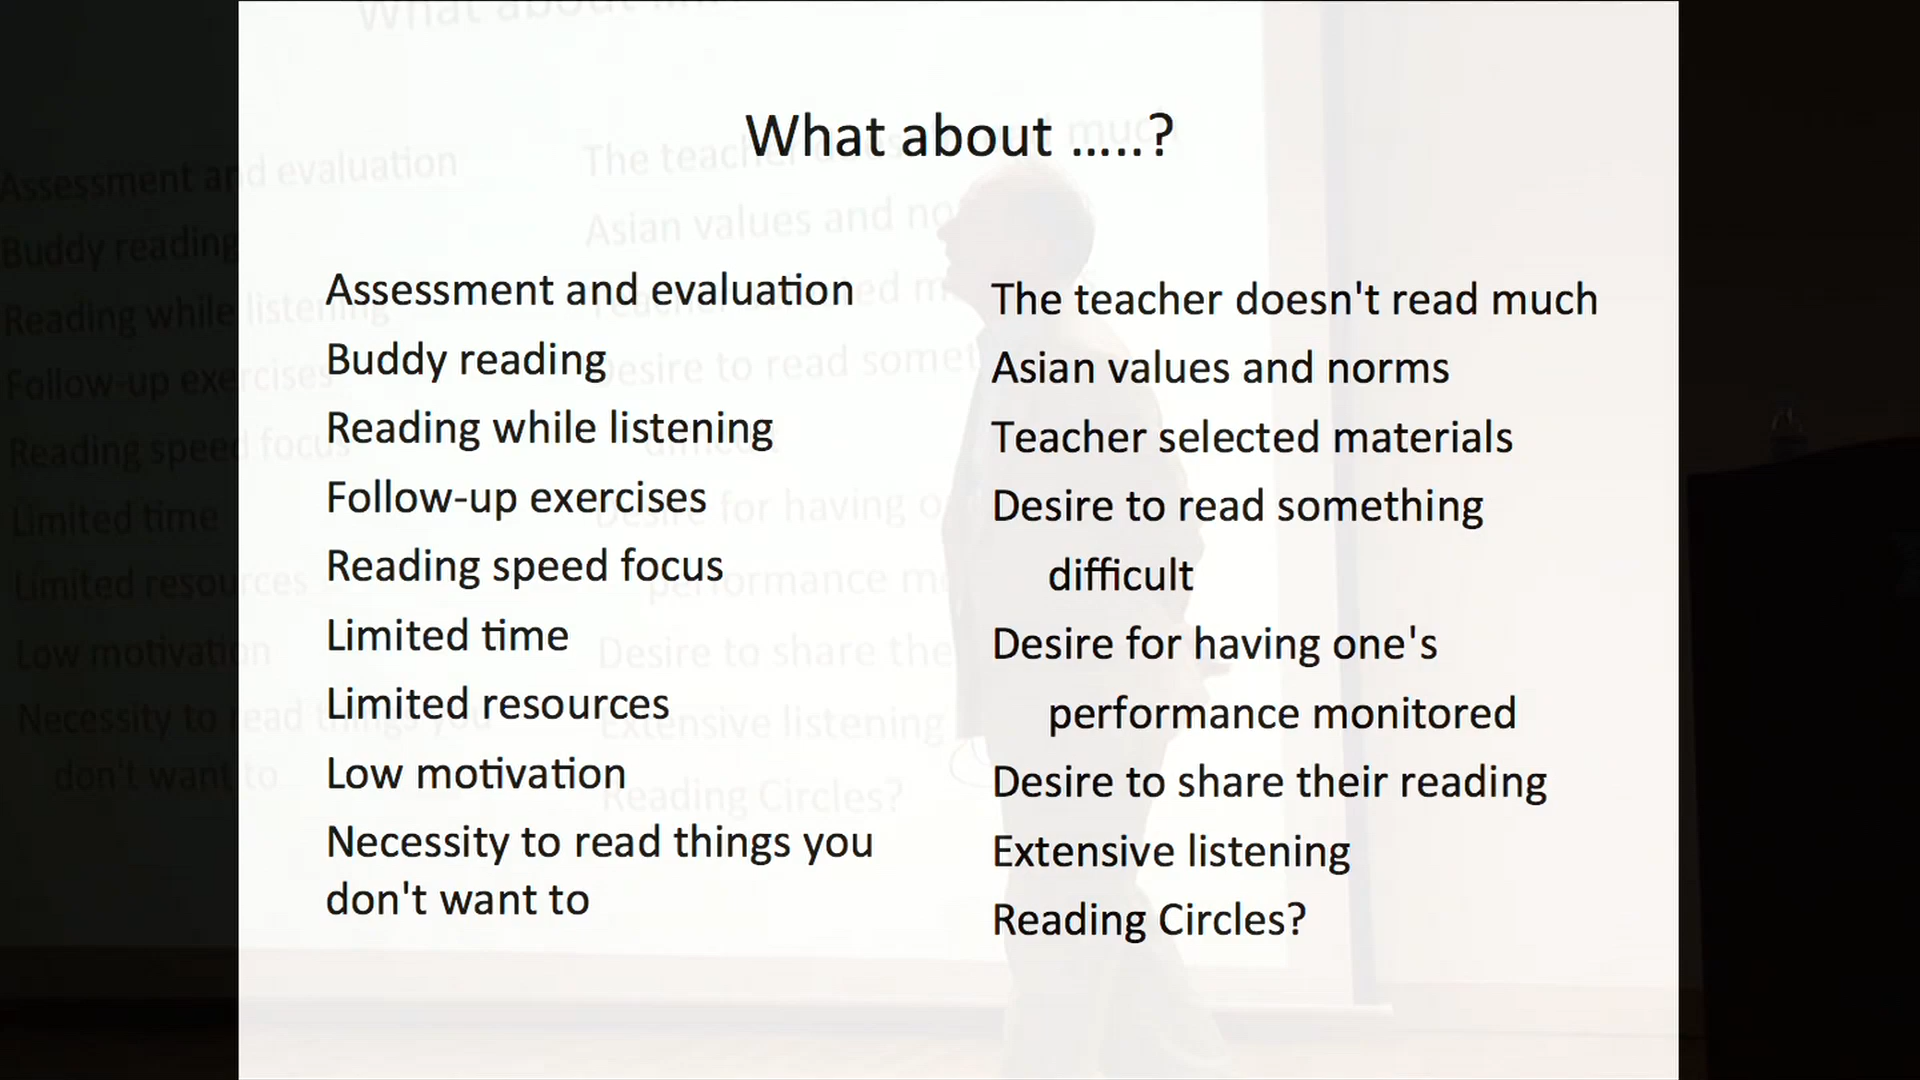 What about .....?
Assessment and evaluation
Buddy reading
Reading while listening
Follow-up exercises
Reading speed focus
Limited time
Limited resources
Low motivation
Necessity to read things you
don't want to
The teacher doesn't read much
Asian values and norms
Teacher selected materials
Desire to read something
difficult
Desire for having one's
performance monitored
Desire to share their reading
Extensive listening
Reading Circles?